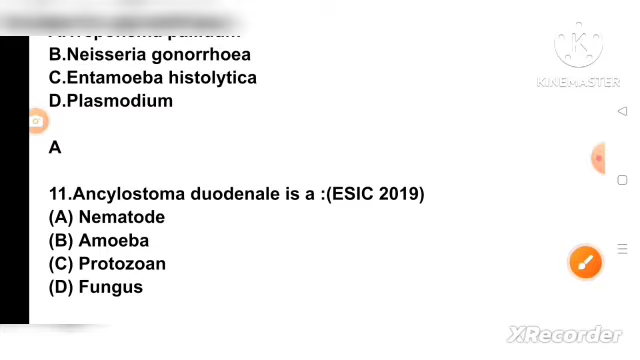 B.Neisseria gonorrhoea
C.Entamoeba histolytica
D.Plasmodium
A
11.Ancylostoma duodenale is a :(ESIC 2019)
(A) Nematode
(B) Amoeba
(C) Protozoan
(D) Fungus
K
KINEMASTER
XRecorder